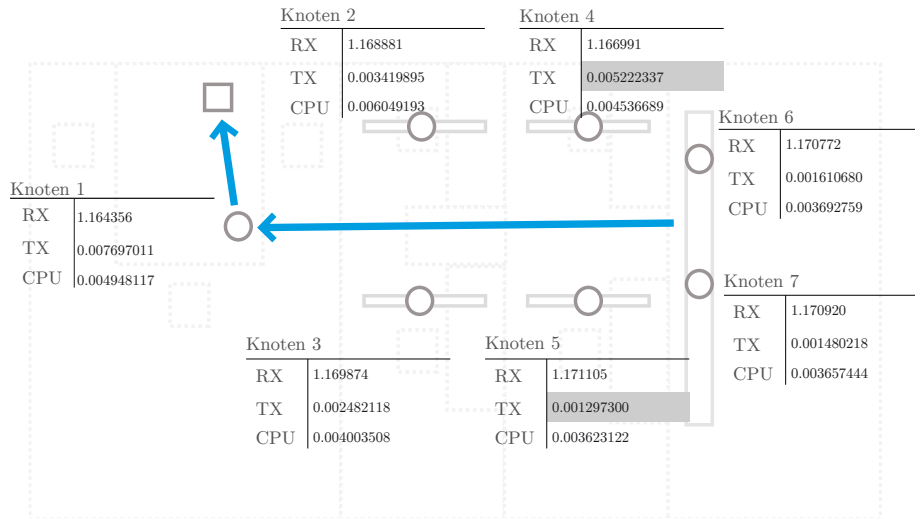 Knoten 2
RX 1.168881
TX 0.003419895
CPU 0.006049193
Knoten 4
RX 1.166991
TX 0.005222337
CPU 0.004536689
Knoten 6
RX 1.170772
TX 0.001610680
CPU 0.003692759
Knoten 1
RX 1.164356
TX 0.007697011
CPU 0.004948117
Knoten 7
RX 1.170920
TX 0.001480218
CPU 0.003657444
Knoten 3
RX 1.169874
TX 0.002482118
CPU 0.004003508
Knoten 5
RX 1.171105
TX 0.001297300
CPU 0.003623122